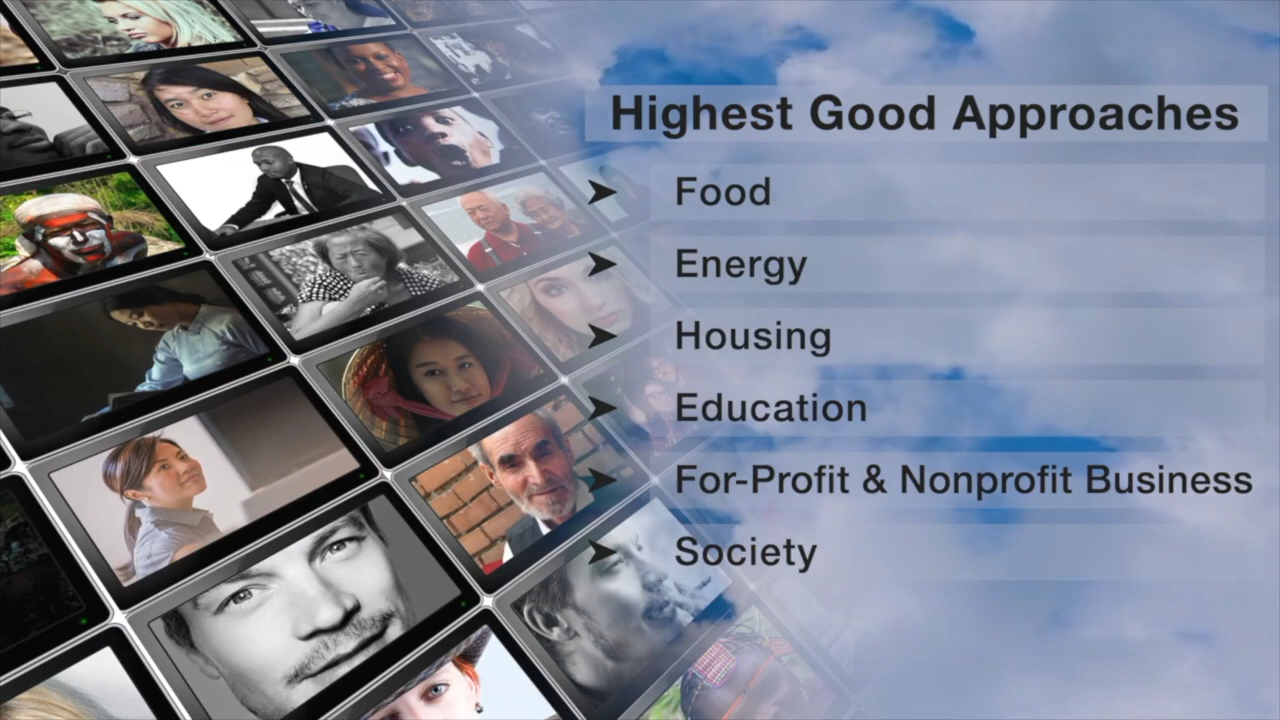 Highest Good Approaches
Food
Energy
Housing
Education
For-Profit & Nonprofit Business
Society